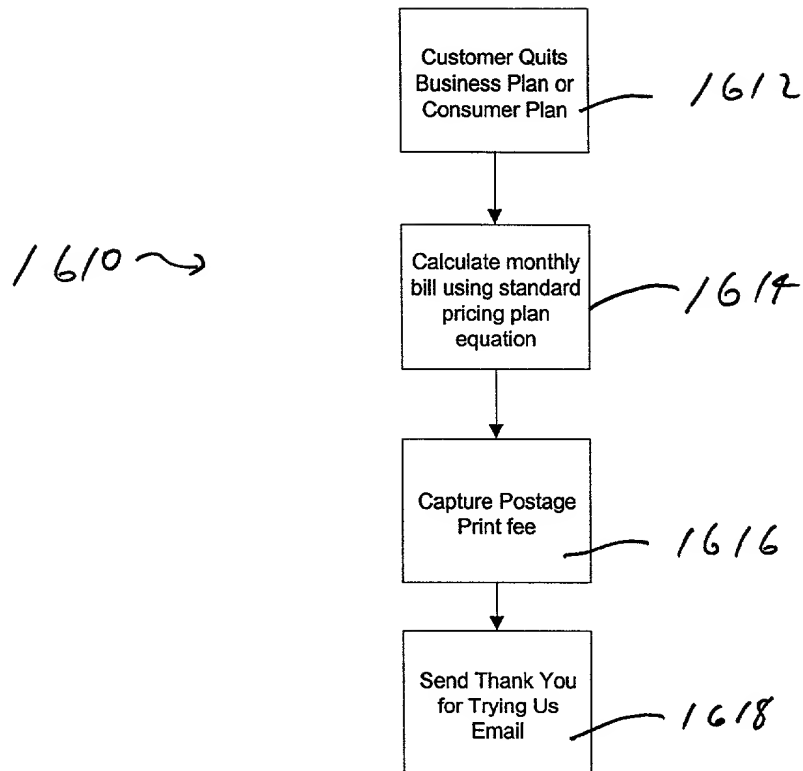 Customer Quits
Business Plan or
Consumer Plan
1612
1610
Calculate monthly
bill using standard
pricing plan
equation
1614
Capture Postage
Print fee
1616
Send Thank You
for Trying Us
Email
1618